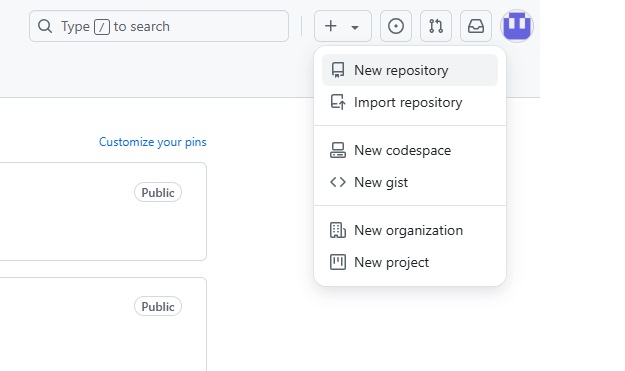 Type / to search
New repository
Import repository
New codespace
New gist
New organization
New project
Customize your pins
Public
Public